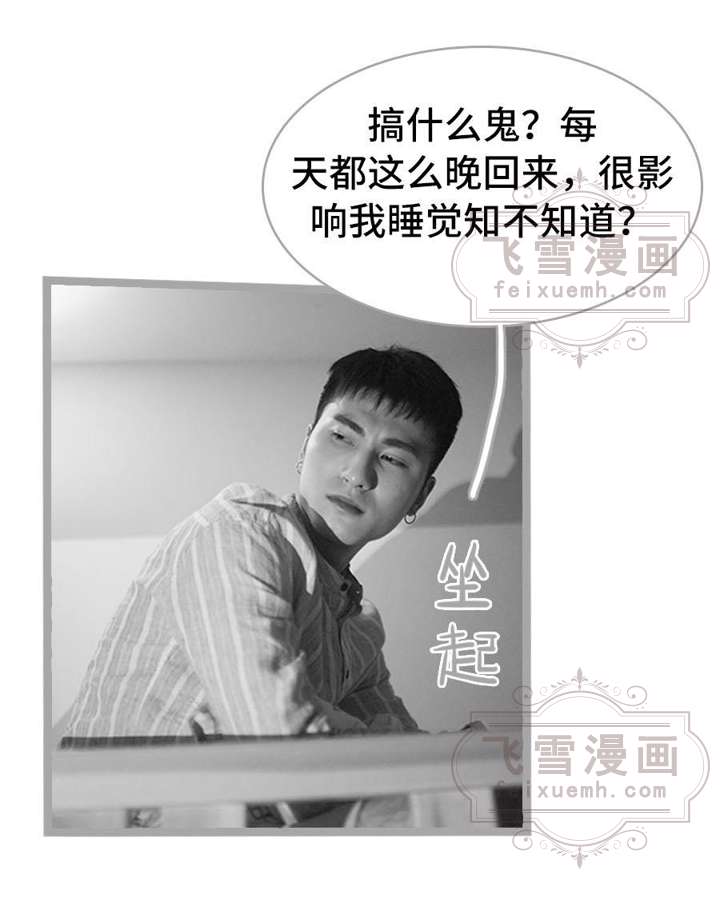 搞什么鬼？每
天都这么晚回来，很影
响我睡觉知不知道？
飞雪漫画
feixuemh.com
坐
起
飞雪漫画
feixuemh.com